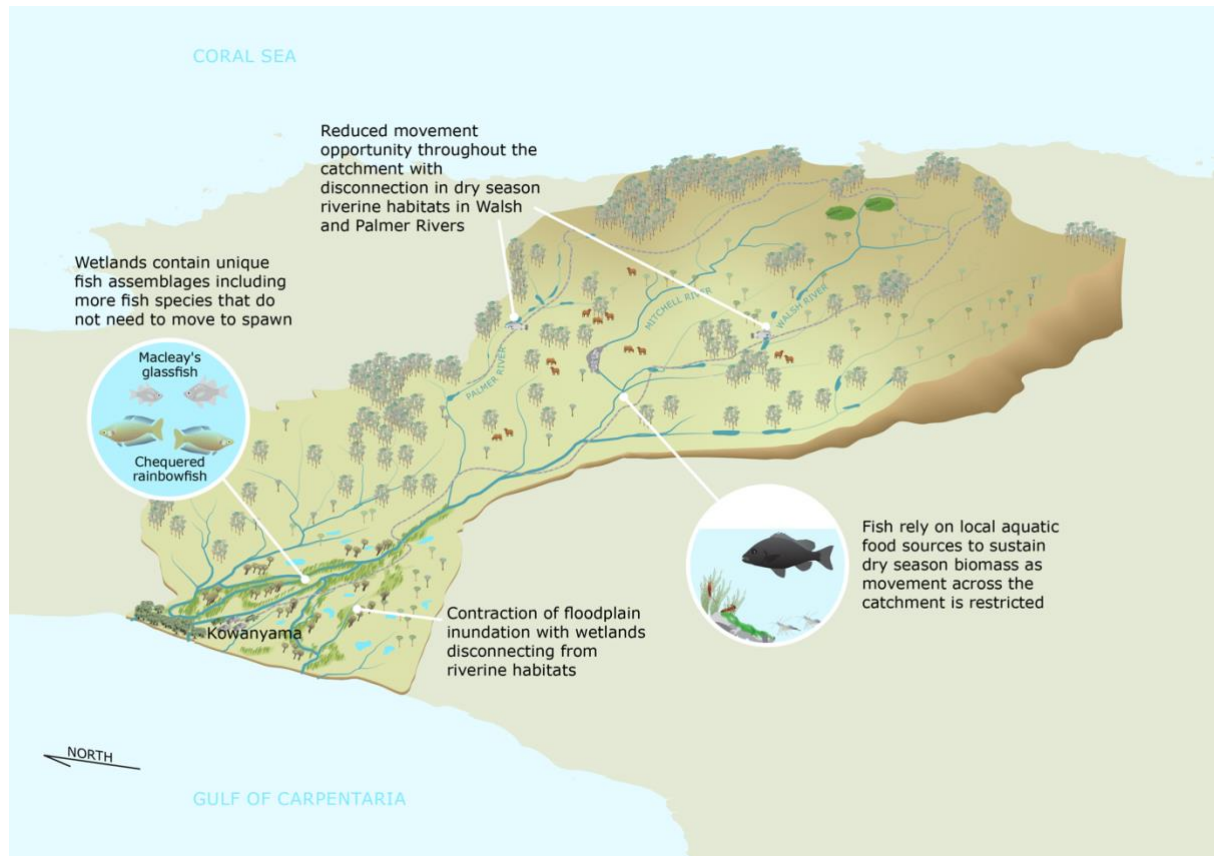 CORAL SEA
Reduced movement
opportunity throughout the
catchment with
disconnection in dry season
riverine habitats in Walsh
and Palmer Rivers
Wetlands contain unique
fish assemblages including
more fish species that do
not need to move to spawn
Macleay's
glassfish
Chequered
rainbowfish
PALMER RIVER
MITCHELL RIVER
WALSH RIVER
Fish rely on local aquatic
food sources to sustain
dry season biomass as
movement across the
catchment is restricted
Kowanyama
Contraction of floodplain
inundation with wetlands
disconnecting from
riverine habitats
NORTH
GULF OF CARPENTARIA